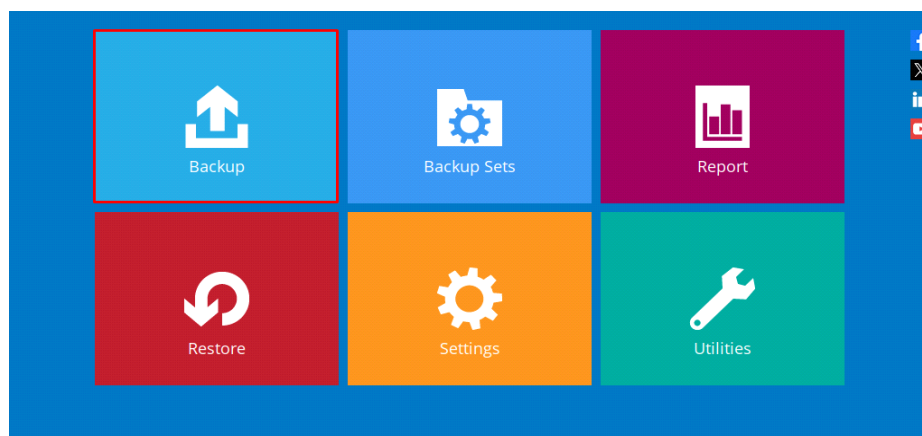 Backup
Backup Sets
Report
Restore
Settings
Utilities